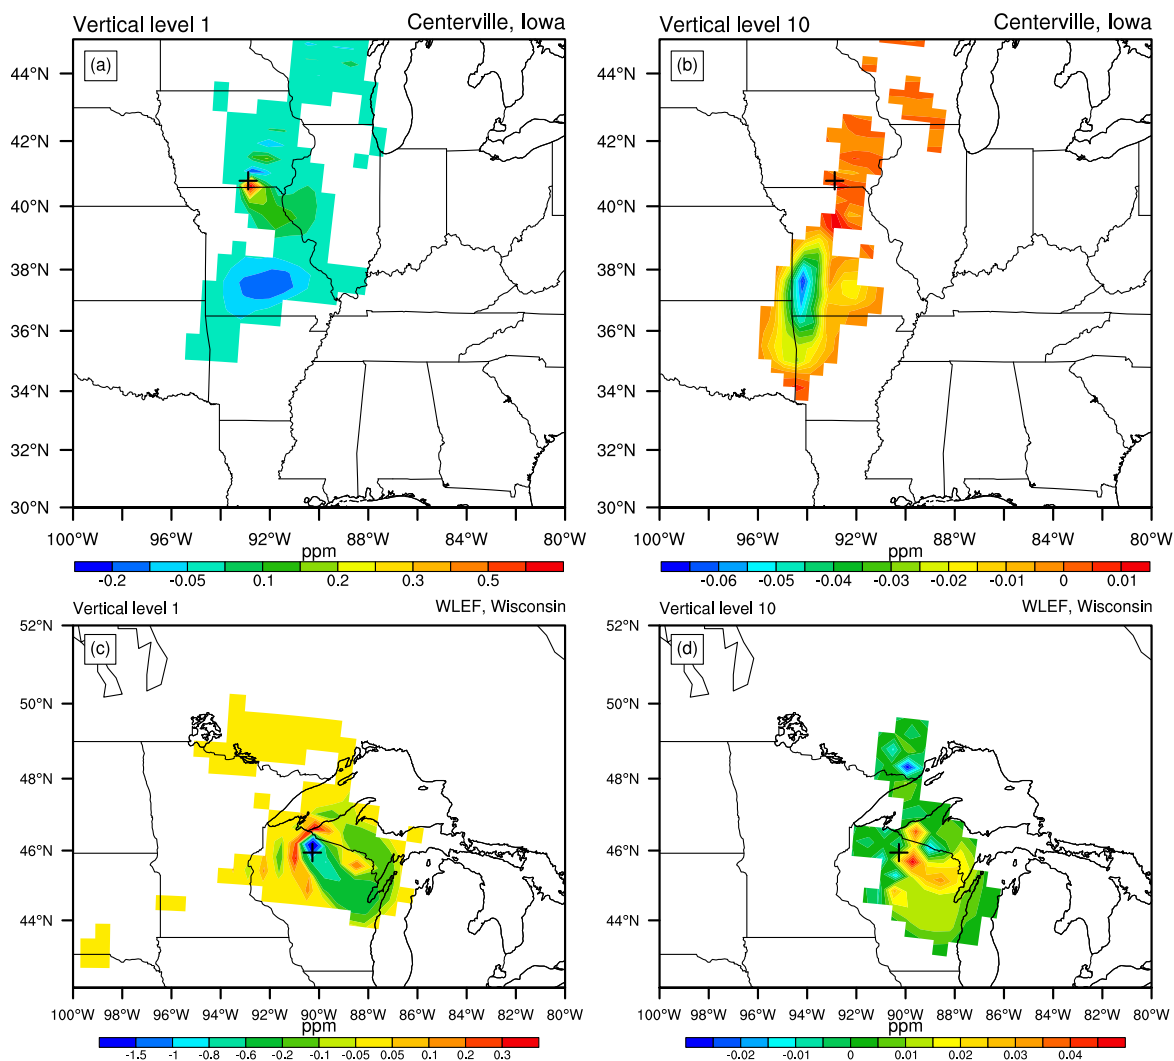 Vertical level 1 Centerville, Iowa
(a)
44°N
42°N
40°N
38°N
36°N
34°N
32°N
30°N
100°W 96°W 92°W 88°W 84°W 80°W
ppm
-0.2 -0.05 0.1 0.2 0.3 0.5
Vertical level 10 Centerville, Iowa
(b)
44°N
42°N
40°N
38°N
36°N
34°N
32°N
30°N
100°W 96°W 92°W 88°W 84°W 80°W
ppm
-0.06 -0.05 -0.04 -0.03 -0.02 -0.01 0 0.01
Vertical level 1 WLEF, Wisconsin
(c)
52°N
50°N
48°N
46°N
44°N
100°W 98°W 96°W 94°W 92°W 90°W 88°W 86°W 84°W 82°W 80°W
ppm
-1.5 -1 -0.8 -0.6 -0.2 -0.1 -0.05 0.05 0.1 0.2 0.3
Vertical level 10 WLEF, Wisconsin
(d)
52°N
50°N
48°N
46°N
44°N
100°W 98°W 96°W 94°W 92°W 90°W 88°W 86°W 84°W 82°W 80°W
ppm
-0.02 -0.01 0 0.01 0.02 0.03 0.04